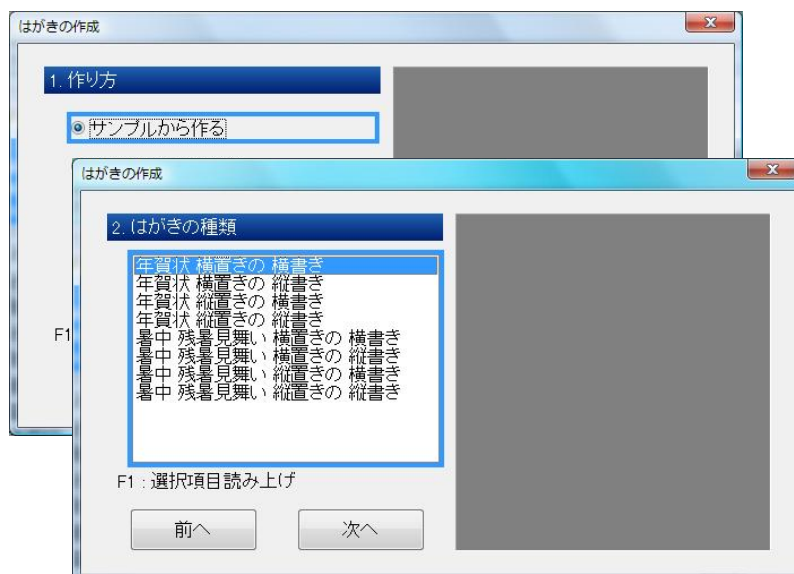 はがきの作成
1. 作り方
サンプルから作る
F1
はがきの作成
2. はがきの種類
年賀状 横置きの 横書き
年賀状 横置きの 縦書き
年賀状 縦置きの 横書き
年賀状 縦置きの 縦書き
暑中 残暑見舞い 横置きの 横書き
暑中 残暑見舞い 横置きの 縦書き
暑中 残暑見舞い 縦置きの 横書き
暑中 残暑見舞い 縦置きの 縦書き
F1 : 選択項目読み上げ
前へ
次へ